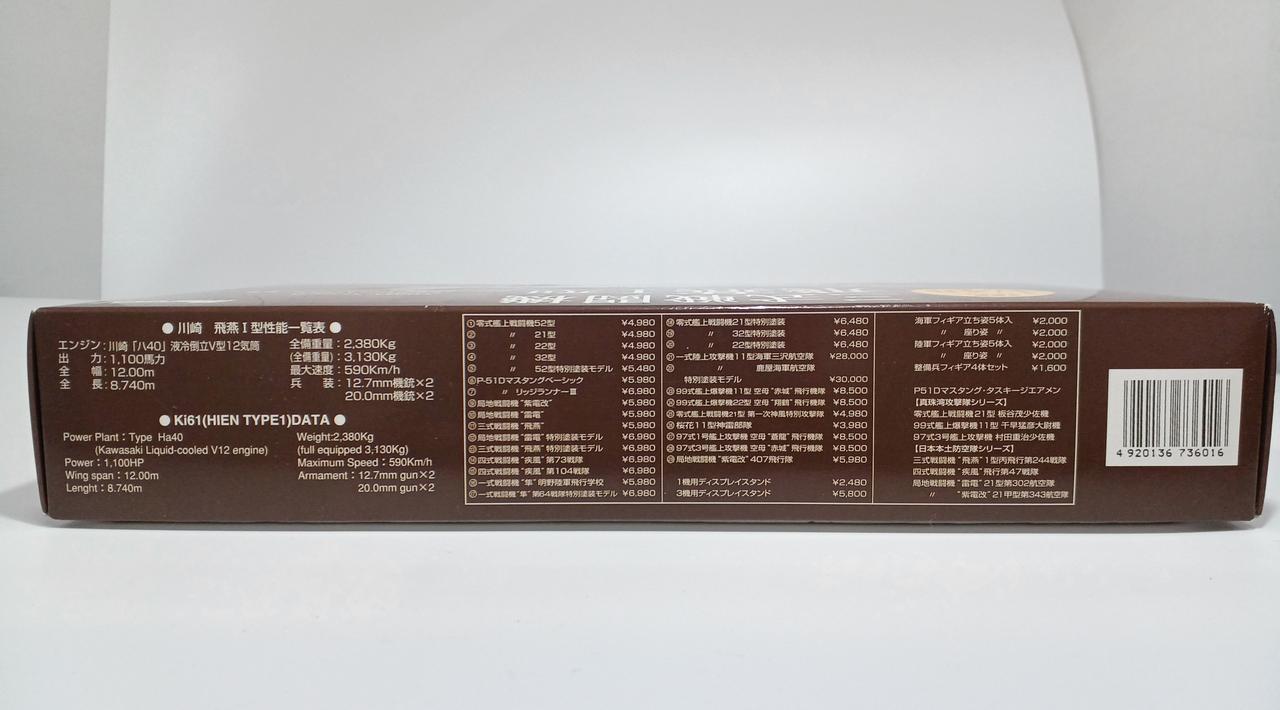 ● 川崎 飛燕Ⅰ型性能一覧表 ●
エンジン:川崎「ハ40」液冷倒立V型12気筒
出 力:1,100馬力
全 幅:12.00m
全 長:8.740m
全備重量:2,380Kg
(全備重量):3,130Kg
最大速度:590Km/h
兵 装:12.7mm機銃×2
20.0mm機銃×2
● Ki61(HIEN TYPE1)DATA ●
Power Plant:Type Ha40
(Kawasaki Liquid-cooled V12 engine)
Power:1,100HP
Wing span:12.00m
Lenght:8.740m
Weight:2,380Kg
(full equipped 3,130Kg)
Maximum Speed:590Km/h
Armament:12.7mm gun×2
20.0mm gun×2
①零式艦上戦闘機52型 ¥4,980
② 〃 21型 ¥4,980
③ 〃 22型 ¥4,980
④ 〃 32型 ¥4,980
⑤ 〃 52型特別塗装モデル ¥5,480
⑥P-51Dマスタングベーシック ¥5,980
⑦ 〃 リッジランナーⅢ ¥6,980
局地戦闘機“紫電改” ¥5,980
局地戦闘機“雷電” ¥5,980
三式戦闘機“飛燕” ¥5,980
局地戦闘機“雷電”特別塗装モデル ¥6,980
三式戦闘機“飛燕”特別塗装モデル ¥6,980
四式戦闘機“疾風”第73戦隊 ¥6,980
四式戦闘機“疾風”第104戦隊 ¥6,980
一式戦闘機“隼”明野陸軍飛行学校 ¥5,980
⑰一式戦闘機“隼”第64戦隊特別塗装モデル ¥6,980
零式艦上戦闘機21型特別塗装 ¥6,480
〃 32型特別塗装 ¥6,480
〃 22型特別塗装 ¥6,480
一式陸上攻撃機11型海軍三沢航空隊 ¥28,000
〃 鹿屋海軍航空隊
特別塗装モデル ¥30,000
99式艦上爆撃機11型 空母“赤城”飛行機隊 ¥8,500
99式艦上爆撃機22型 空母“翔鶴”飛行機隊 ¥8,500
零式艦上戦闘機21型 第一次神風特別攻撃隊 ¥4,980
桜花11型神雷部隊 ¥3,980
97式1号艦上攻撃機 空母“蒼龍”飛行機隊 ¥8,500
97式3号艦上攻撃機 空母“赤城”飛行機隊 ¥8,500
局地戦闘機“紫電改”407飛行隊 ¥5,980
1機用ディスプレイスタンド ¥2,480
3機用ディスプレイスタンド ¥5,800
海軍フィギア立ち姿5体入 ¥2,000
〃 座り姿 〃 ¥2,000
陸軍フィギア立ち姿5体入 ¥2,000
〃 座り姿 〃 ¥2,000
整備兵フィギア4体セット ¥1,600
P51Dマスタング・タスキージエアメン
【真珠湾攻撃隊シリーズ】
零式艦上戦闘機21型 板谷茂少佐機
99式艦上爆撃機11型 千早猛彦大尉機
97式3号艦上攻撃機 村田重治少佐機
【日本本土防空隊シリーズ】
三式戦闘機“飛燕”1型丙飛行第244戦隊
四式戦闘機“疾風”飛行第47戦隊
局地戦闘機“雷電”21型第302航空隊
〃 “紫電改”21甲型第343航空隊
4 920136 736016